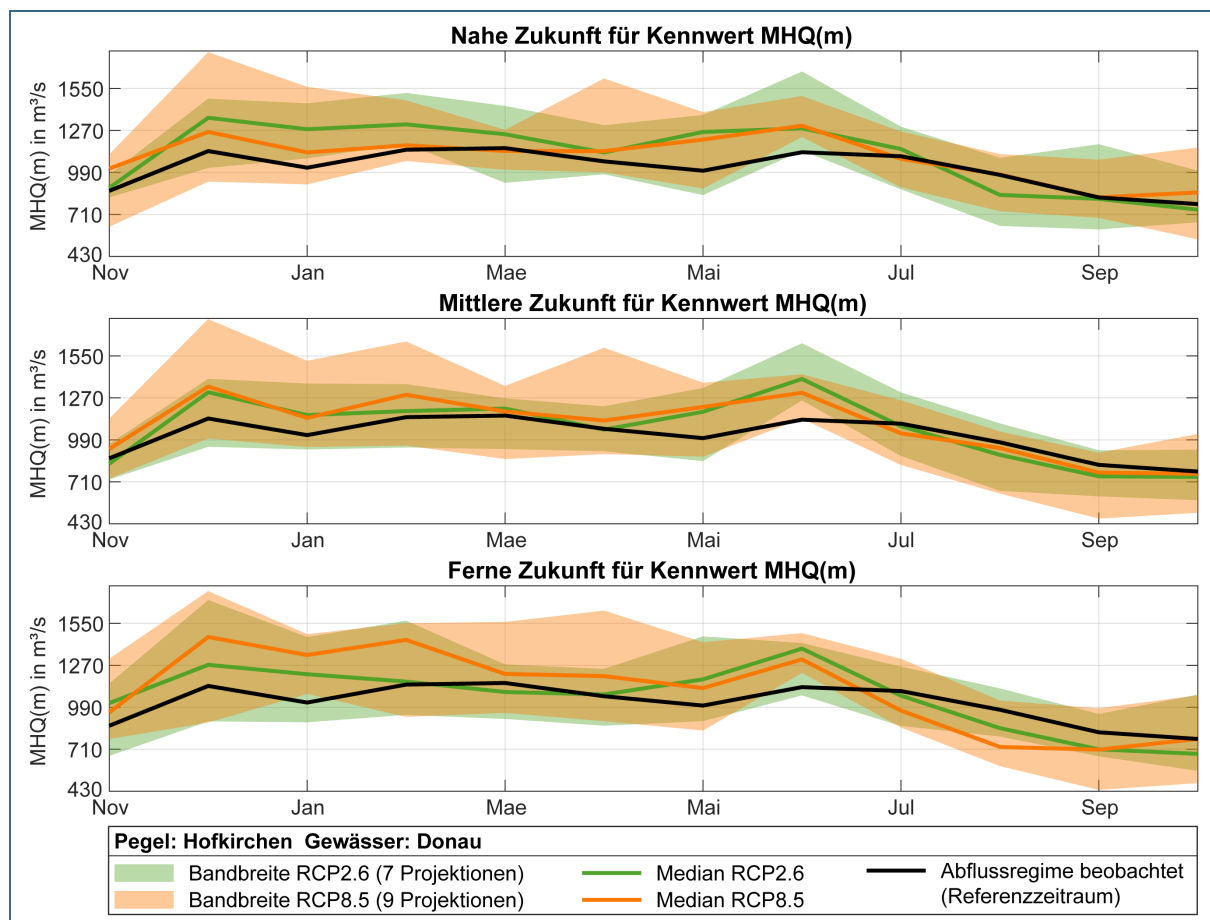 Nahe Zukunft für Kennwert MHQ(m)
MHQ(m) in m³/s
1550
1270
990
710
430
Nov
Jan
Mae
Mai
Jul
Sep
Mittlere Zukunft für Kennwert MHQ(m)
MHQ(m) in m³/s
1550
1270
990
710
430
Nov
Jan
Mae
Mai
Jul
Sep
Ferne Zukunft für Kennwert MHQ(m)
MHQ(m) in m³/s
1550
1270
990
710
430
Nov
Jan
Mae
Mai
Jul
Sep
Pegel: Hofkirchen Gewässer: Donau
Bandbreite RCP2.6 (7 Projektionen)
Bandbreite RCP8.5 (9 Projektionen)
Median RCP2.6
Median RCP8.5
Abflussregime beobachtet
(Referenzzeitraum)